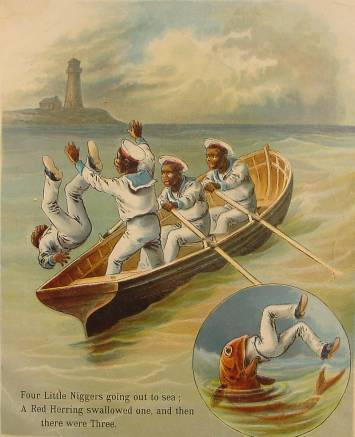 Four Little Niggers going out to sea;
A Red Herring swallowed one, and then
there were Three.